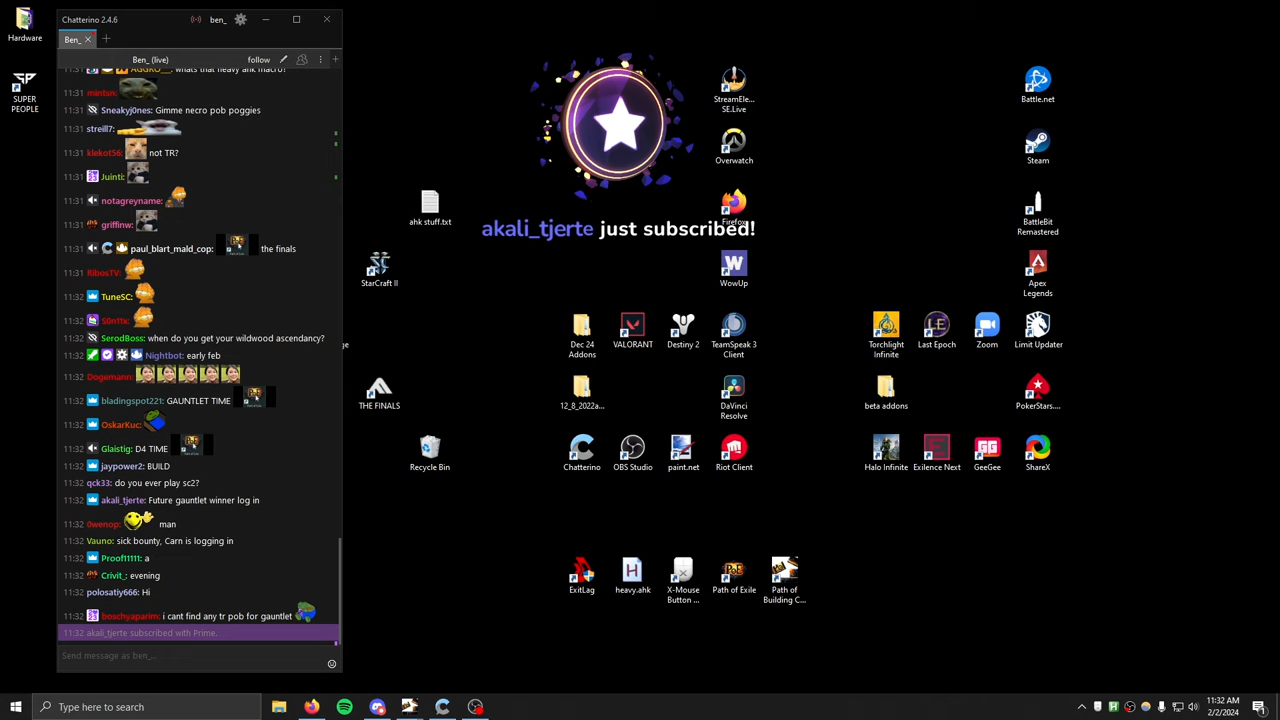 Hardware
SUPER PEOPLE
Chatterino 2.4.6
ben_
Ben_
Ben_ (live)
follow
AGGRO__: whats that heavy ahk macro?
11:31 mintsn:
11:31 Sneakyj0nes: Gimme necro pob poggies
11:31 streill7:
11:31 klekot56: not TR?
11:31 Juinti:
11:31 notagreyname:
11:31 griffinw:
11:31 paul_blart_mald_cop: the finals
11:31 RibosTV:
11:32 TuneSC:
11:32 S0n1tx:
11:32 SerodBoss: when do you get your wildwood ascendancy?
11:32 Nightbot: early feb
11:32 Dogemann:
11:32 bladingspot221: GAUNTLET TIME
11:32 OskarKuc:
11:32 Glaistig: D4 TIME
11:32 jaypower2: BUILD
11:32 qck33: do you ever play sc2?
11:32 akali_tjerte: Future gauntlet winner log in
11:32 0wenop: man
11:32 Vauno: sick bounty, Carn is logging in
11:32 Proof11111: a
11:32 Crivit_: evening
11:32 polosatiy666: Hi
11:32 boschyaparim: i cant find any tr pob for gauntlet
11:32 akali_tjerte subscribed with Prime.
Send message as ben_...
akali_tjerte just subscribed!
StreamEle... SE.Live
Battle.net
Overwatch
Steam
ahk stuff.txt
Firefox
BattleBit Remastered
StarCraft II
WowUp
Apex Legends
ge
Dec 24 Addons
VALORANT
Destiny 2
TeamSpeak 3 Client
Torchlight Infinite
Last Epoch
Zoom
Limit Updater
THE FINALS
12_8_2022a...
DaVinci Resolve
beta addons
PokerStars....
Recycle Bin
Chatterino
OBS Studio
paint.net
Riot Client
Halo Infinite
Exilence Next
GeeGee
ShareX
ExitLag
heavy.ahk
X-Mouse Button ...
Path of Exile
Path of Building C...
Type here to search
11:32 AM
2/2/2024